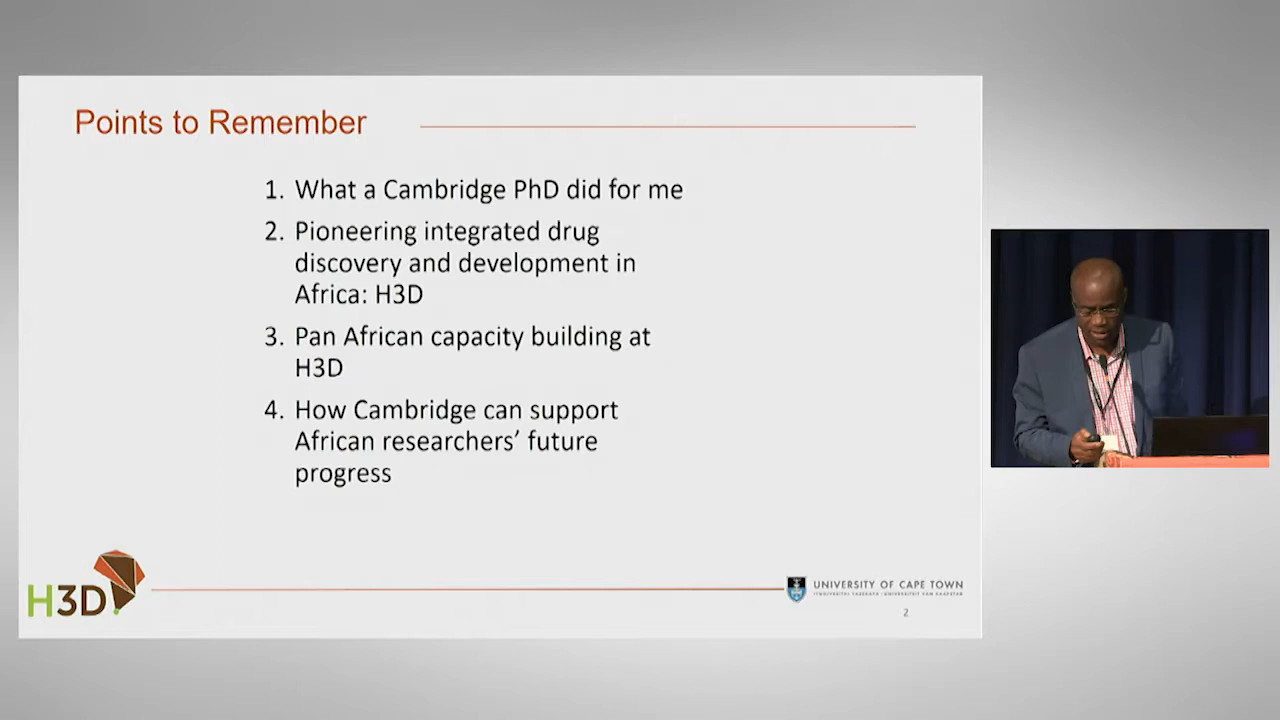 Points to Remember
1. What a Cambridge PhD did for me
2. Pioneering integrated drug
discovery and development in
Africa: H3D
3. Pan African capacity building at
H3D
4. How Cambridge can support
African researchers’ future
progress
H3D
UNIVERSITY OF CAPE TOWN
2